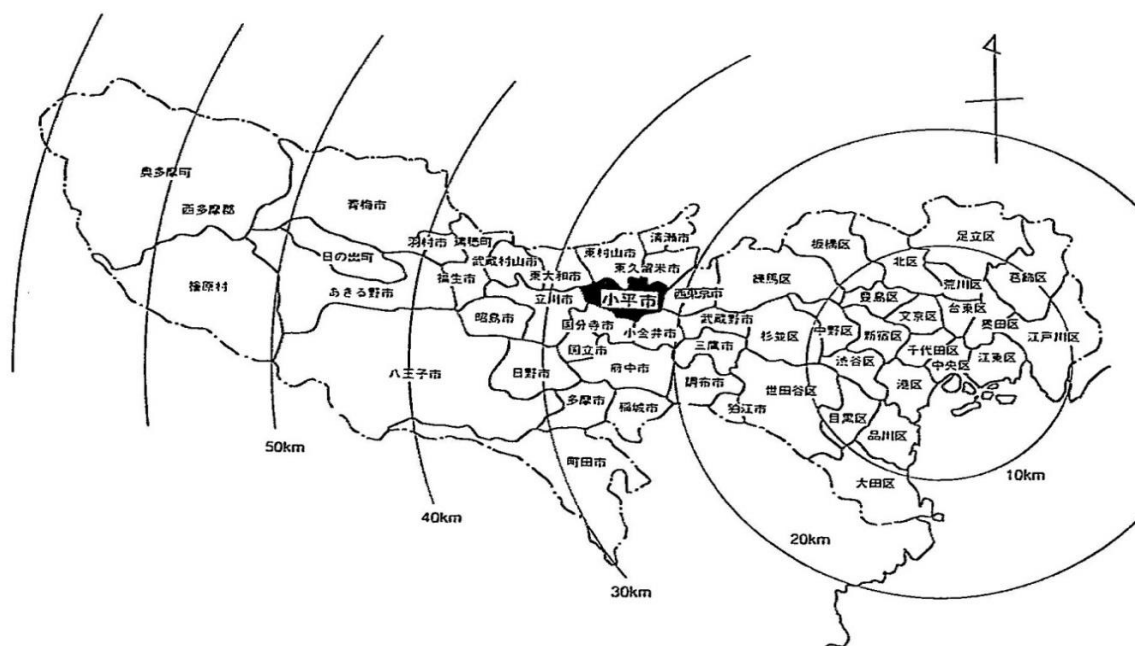 奥多摩町
西多摩郡
檜原村
青梅市
日の出町
あきる野市
羽村市
瑞穂町
福生市
武蔵村山市
昭島市
八王子市
東大和市
立川市
日野市
東村山市
清瀬市
東久留米市
小平市
国分寺市
小金井市
国立市
府中市
多摩市
稲城市
町田市
西東京市
武蔵野市
三鷹市
調布市
狛江市
練馬区
板橋区
北区
足立区
葛飾区
荒川区
豊島区
文京区
台東区
墨田区
江戸川区
杉並区
中野区
新宿区
千代田区
中央区
江東区
渋谷区
港区
世田谷区
目黒区
品川区
大田区
10km
20km
30km
40km
50km